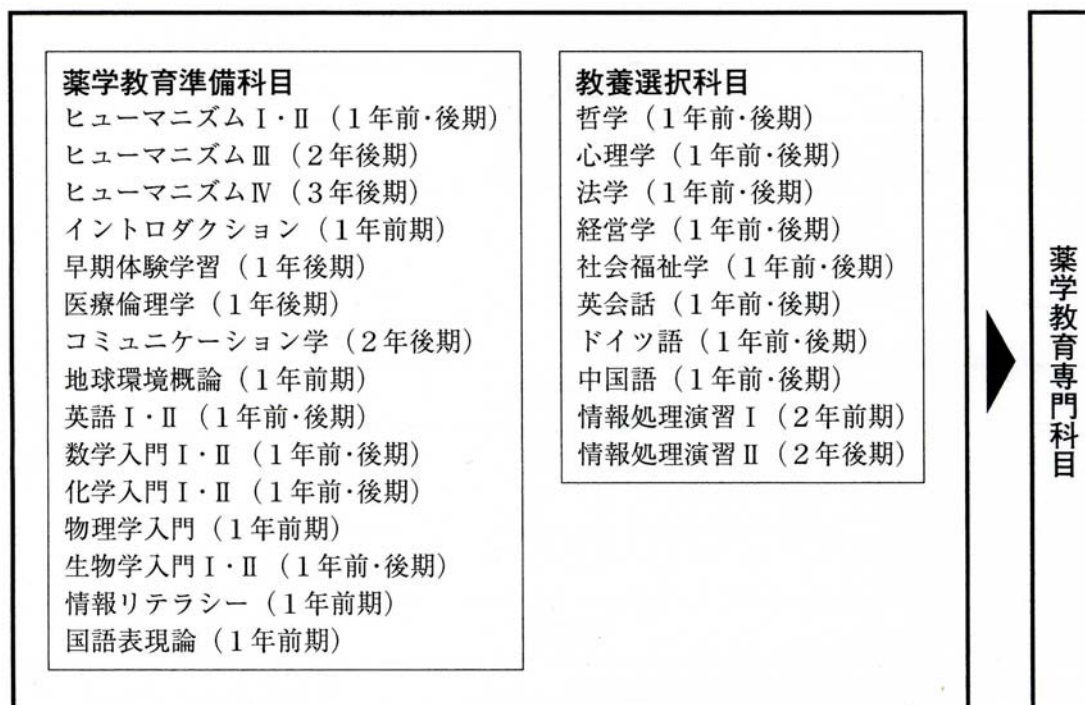 薬学教育準備科目
ヒューマニズムⅠ・Ⅱ（１年前・後期）
ヒューマニズムⅢ（２年後期）
ヒューマニズムⅣ（３年後期）
イントロダクション（１年前期）
早期体験学習（１年後期）
医療倫理学（１年後期）
コミュニケーション学（２年後期）
地球環境概論（１年前期）
英語Ⅰ・Ⅱ（１年前・後期）
数学入門Ⅰ・Ⅱ（１年前・後期）
化学入門Ⅰ・Ⅱ（１年前・後期）
物理学入門（１年前期）
生物学入門Ⅰ・Ⅱ（１年前・後期）
情報リテラシー（１年前期）
国語表現論（１年前期）
教養選択科目
哲学（１年前・後期）
心理学（１年前・後期）
法学（１年前・後期）
経営学（１年前・後期）
社会福祉学（１年前・後期）
英会話（１年前・後期）
ドイツ語（１年前・後期）
中国語（１年前・後期）
情報処理演習Ⅰ（２年前期）
情報処理演習Ⅱ（２年後期）
薬学教育専門科目